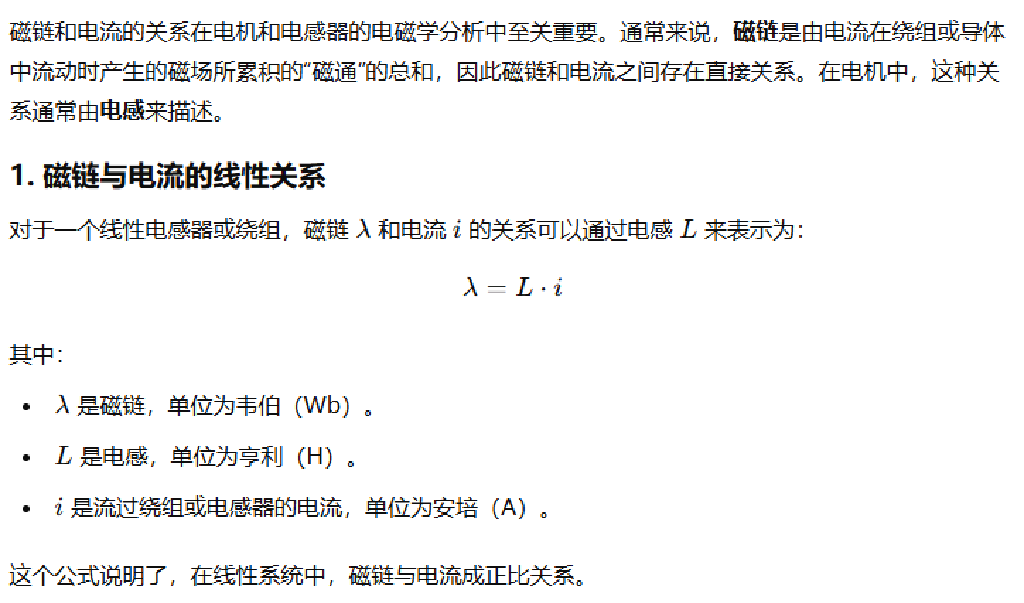 磁链和电流的关系在电机和电感器的电磁学分析中至关重要。通常来说，磁链是由电流在绕组或导体
中流动时产生的磁场所累积的“磁通”的总和，因此磁链和电流之间存在直接关系。在电机中，这种关
系通常由电感来描述。
1. 磁链与电流的线性关系
对于一个线性电感器或绕组，磁链 λ 和电流 i 的关系可以通过电感 L 来表示为：
λ = L · i
其中：
• λ 是磁链，单位为韦伯（Wb）。
• L 是电感，单位为亨利（H）。
• i 是流过绕组或电感器的电流，单位为安培（A）。
这个公式说明了，在线性系统中，磁链与电流成正比关系。